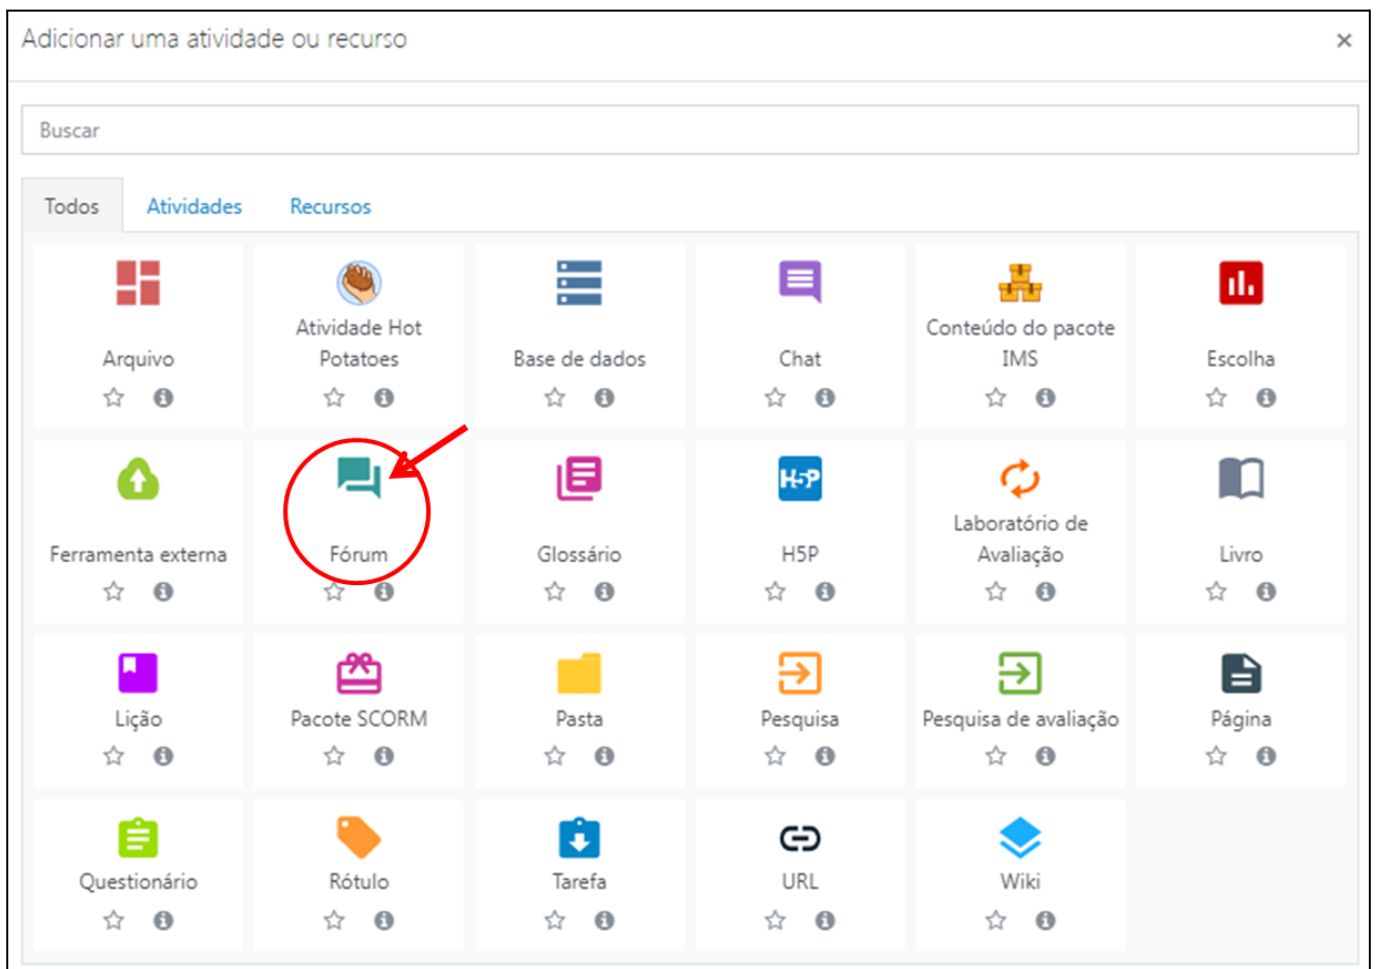 Adicionar uma atividade ou recurso
×
Buscar
Todos Atividades Recursos
Arquivo
Atividade Hot
Potatoes
Base de dados
Chat
Conteúdo do pacote
IMS
Escolha
Ferramenta externa
Fórum
Glossário
H5P
H5P
Laboratório de
Avaliação
Livro
Lição
Pacote SCORM
Pasta
Pesquisa
Pesquisa de avaliação
Página
Questionário
Rótulo
Tarefa
URL
Wiki